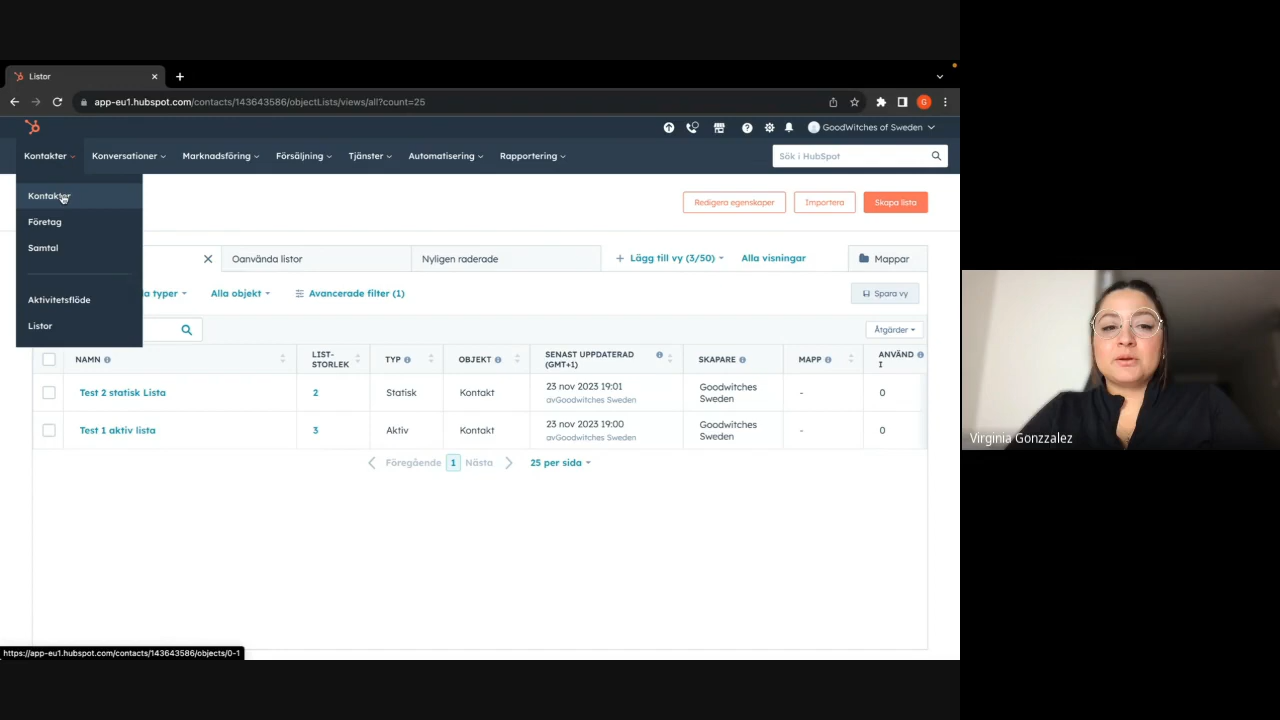 Listor
app-eu1.hubspot.com/contacts/143643586/objectLists/views/all?count=25
G
GoodWitches of Sweden
Kontakter
Konversationer
Marknadsföring
Försäljning
Tjänster
Automatisering
Rapportering
Sök i HubSpot
Kontakter
Företag
Samtal
Aktivitetsflöde
Listor
Redigera egenskaper
Importera
Skapa lista
Oanvända listor
Nyligen raderade
+ Lägg till vy (3/50)
Alla visningar
Mappar
la typer
Alla objekt
Avancerade filter (1)
Spara vy
Åtgärder
NAMN
LIST-
STORLEK
TYP
OBJEKT
SENAST UPPDATERAD
(GMT+1)
SKAPARE
MAPP
ANVÄND
I
Test 2 statisk Lista
2
Statisk
Kontakt
23 nov 2023 19:01
avGoodwitches Sweden
Goodwitches
Sweden
-
0
Test 1 aktiv lista
3
Aktiv
Kontakt
23 nov 2023 19:00
avGoodwitches Sweden
Goodwitches
Sweden
-
0
Föregående
1
Nästa
25 per sida
https://app-eu1.hubspot.com/contacts/143643586/objects/0-1
Virginia Gonzzalez